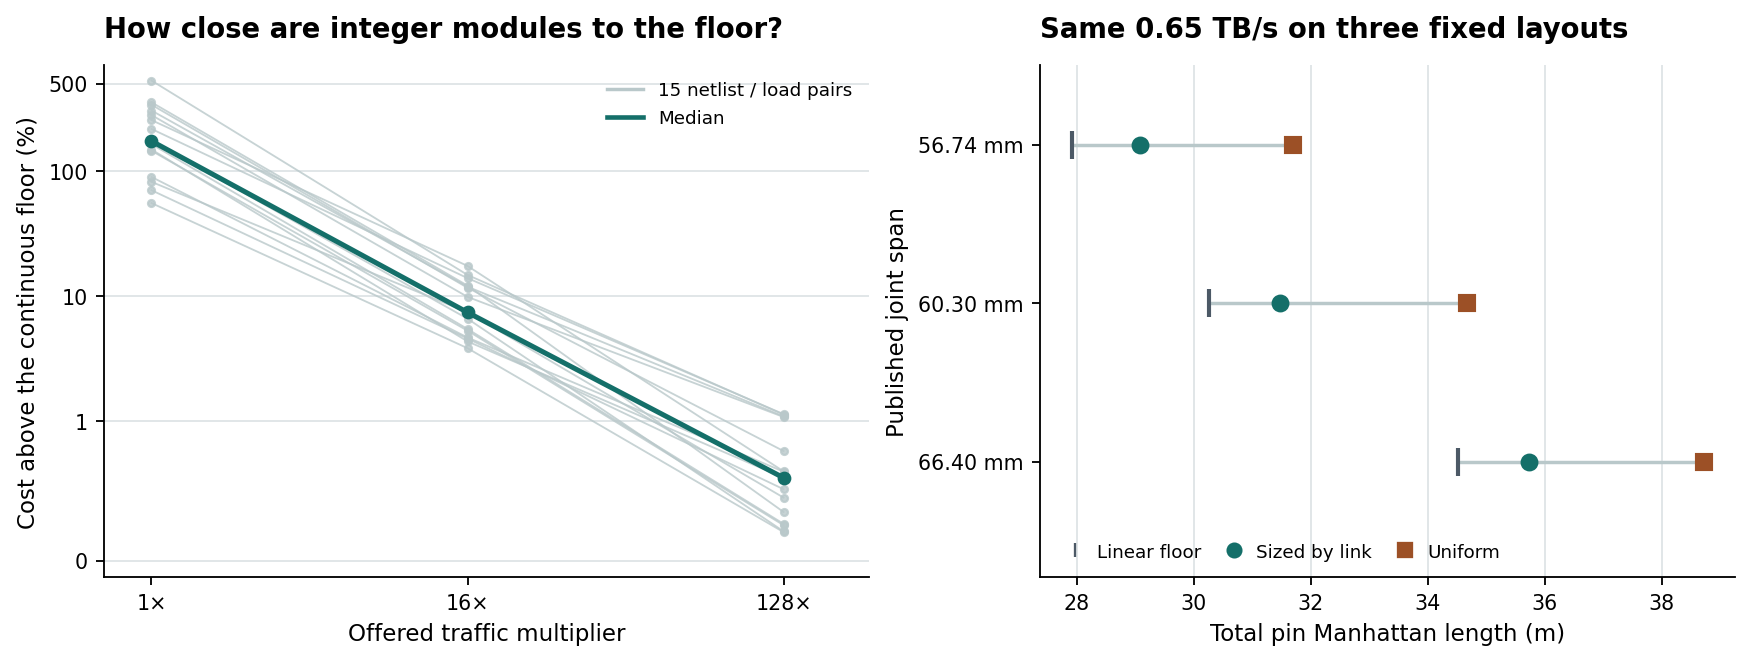 How close are integer modules to the floor?
Cost above the continuous floor (%)
500
100
10
1
0
15 netlist / load pairs
Median
1×
16×
128×
Offered traffic multiplier
Same 0.65 TB/s on three fixed layouts
Published joint span
56.74 mm
60.30 mm
66.40 mm
Linear floor
Sized by link
Uniform
28
30
32
34
36
38
Total pin Manhattan length (m)